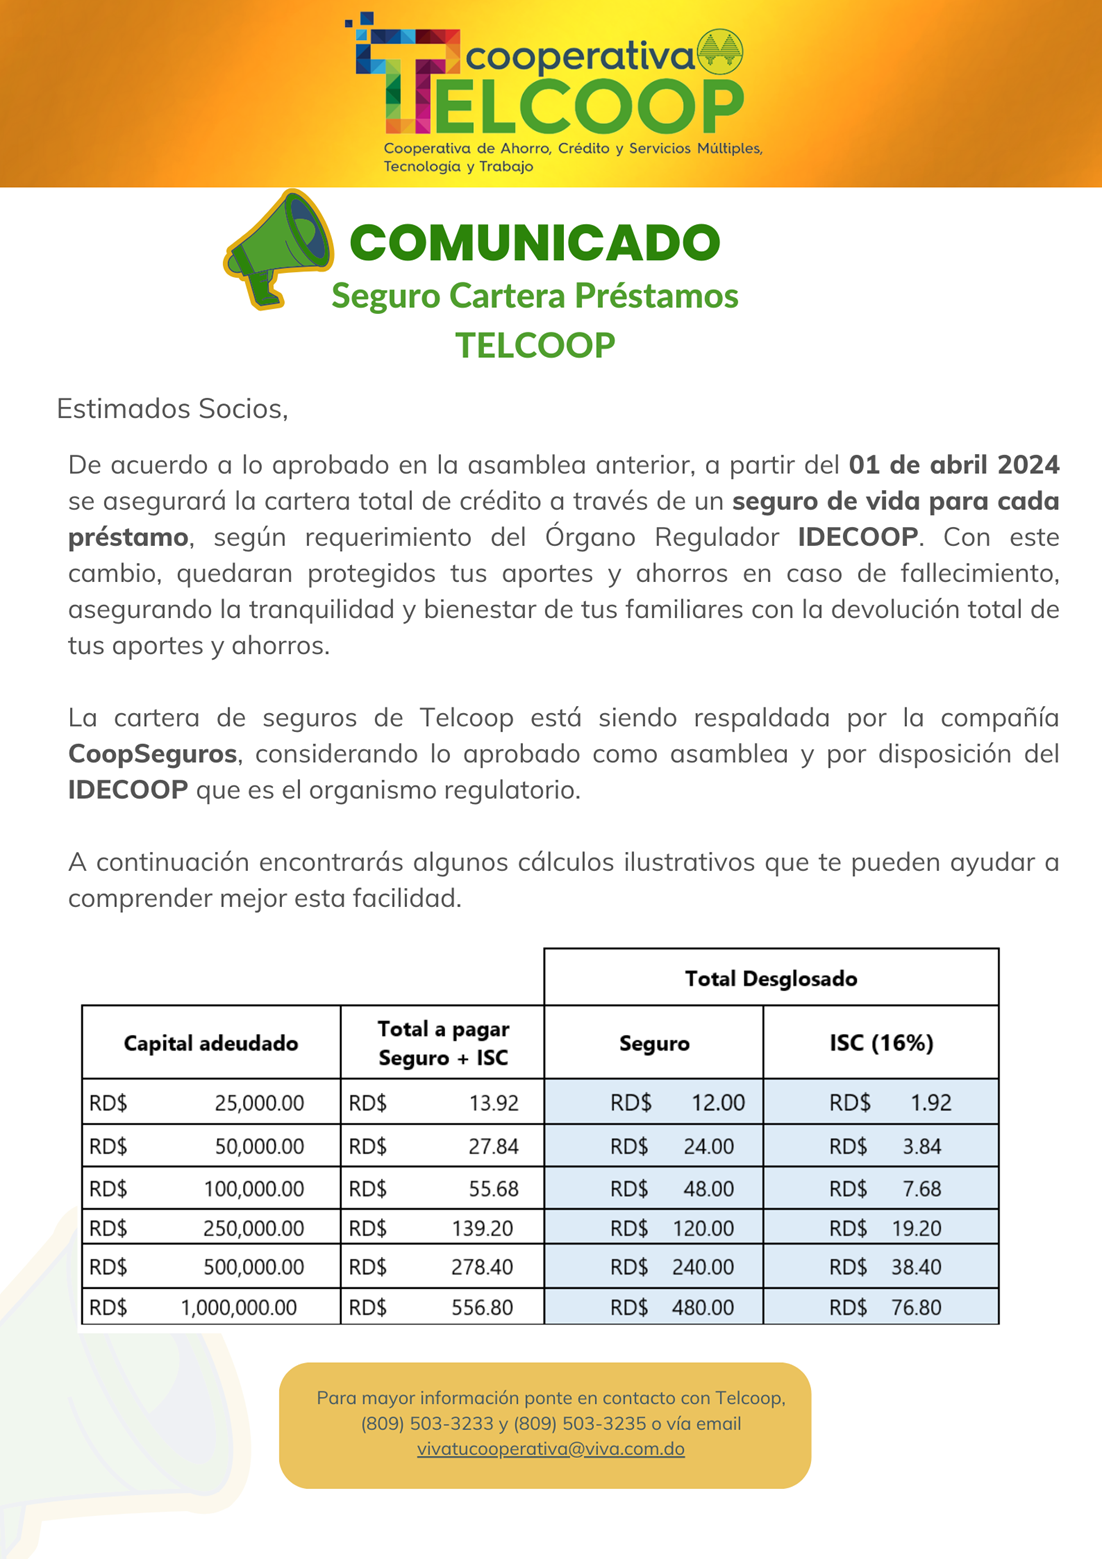 cooperativa
TELCOOP
Cooperativa de Ahorro, Crédito y Servicios Múltiples,
Tecnología y Trabajo
COMUNICADO
Seguro Cartera Préstamos
TELCOOP
Estimados Socios,
De acuerdo a lo aprobado en la asamblea anterior, a partir del 01 de abril 2024
se asegurará la cartera total de crédito a través de un seguro de vida para cada
préstamo, según requerimiento del Órgano Regulador IDECOOP. Con este
cambio, quedaran protegidos tus aportes y ahorros en caso de fallecimiento,
asegurando la tranquilidad y bienestar de tus familiares con la devolución total de
tus aportes y ahorros.
La cartera de seguros de Telcoop está siendo respaldada por la compañía
CoopSeguros, considerando lo aprobado como asamblea y por disposición del
IDECOOP que es el organismo regulatorio.
A continuación encontrarás algunos cálculos ilustrativos que te pueden ayudar a
comprender mejor esta facilidad.
Total Desglosado
Capital adeudado Total a pagar Seguro + ISC Seguro ISC (16%)
RD$ 25,000.00 RD$ 13.92 RD$ 12.00 RD$ 1.92
RD$ 50,000.00 RD$ 27.84 RD$ 24.00 RD$ 3.84
RD$ 100,000.00 RD$ 55.68 RD$ 48.00 RD$ 7.68
RD$ 250,000.00 RD$ 139.20 RD$ 120.00 RD$ 19.20
RD$ 500,000.00 RD$ 278.40 RD$ 240.00 RD$ 38.40
RD$ 1,000,000.00 RD$ 556.80 RD$ 480.00 RD$ 76.80
Para mayor información ponte en contacto con Telcoop,
(809) 503-3233 y (809) 503-3235 o vía email
vivatucooperativa@viva.com.do